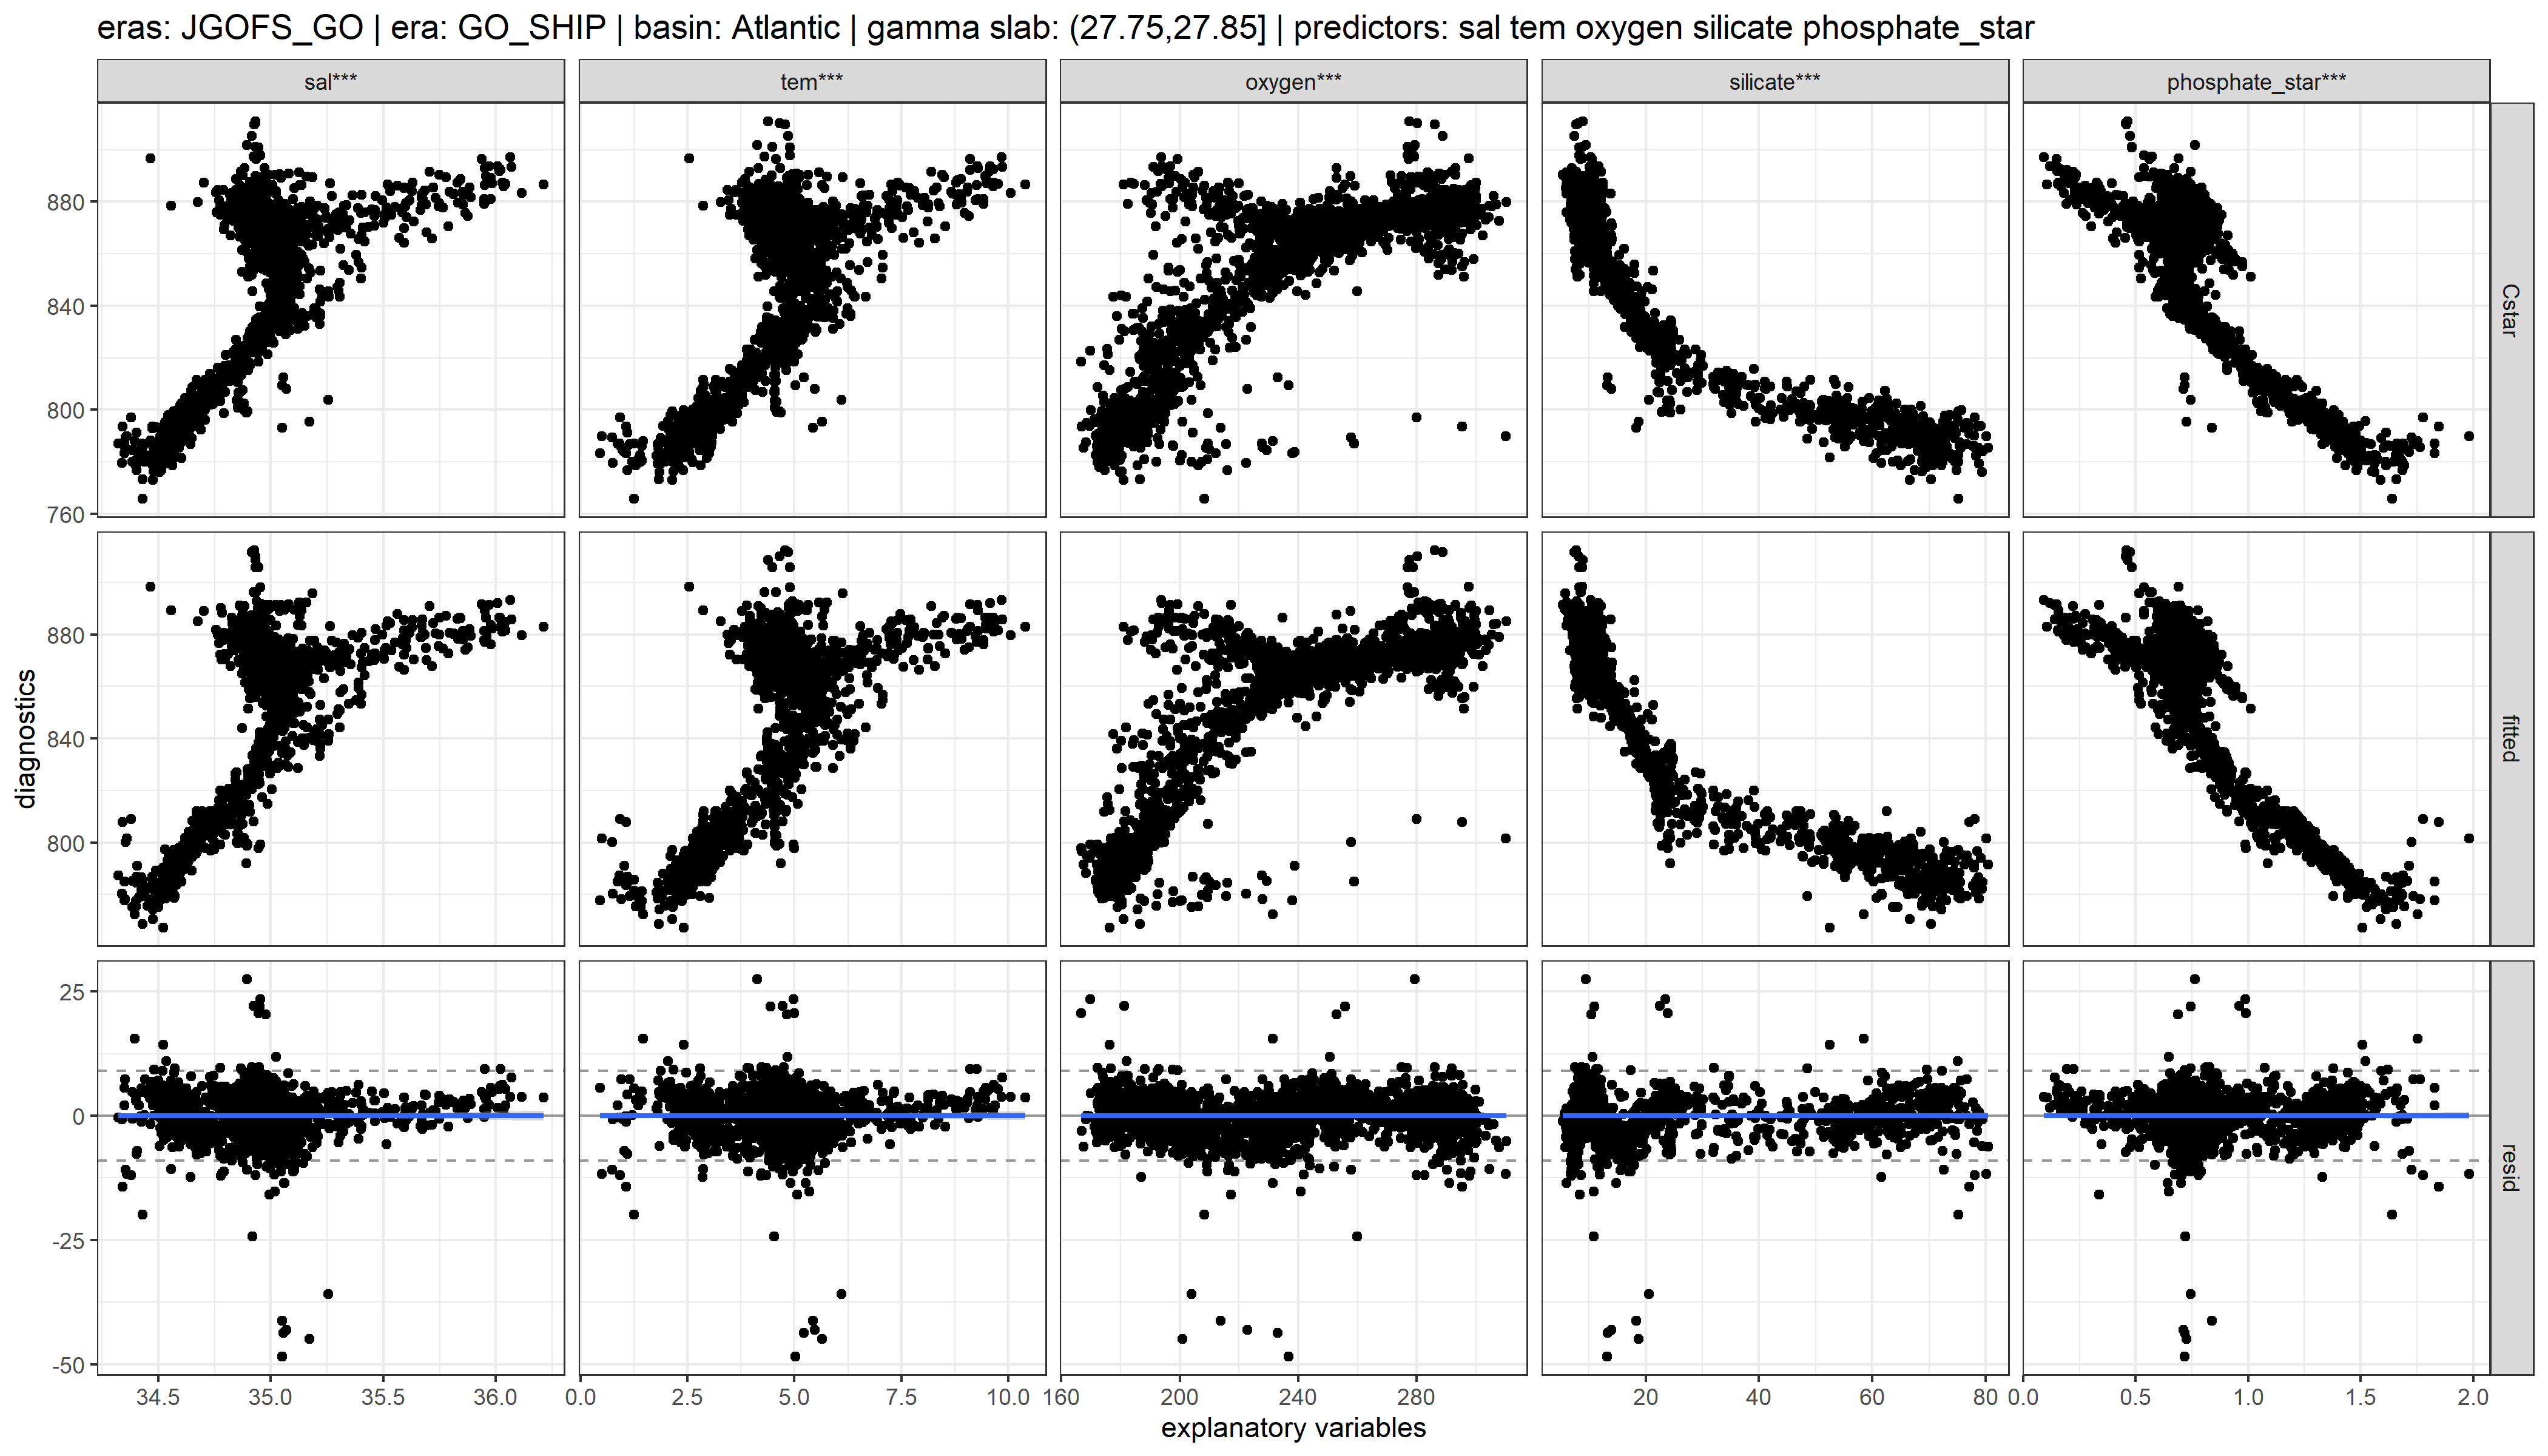 eras: JGOFS_GO | era: GO_SHIP | basin: Atlantic | gamma slab: (27.75,27.85] | predictors: sal tem oxygen silicate phosphate_star
sal*** tem*** oxygen*** silicate*** phosphate_star***
880
840
800
760
Cstar
880
840
800
fitted
diagnostics
25
0
-25
-50
resid
34.5 35.0 35.5 36.0 0.0 2.5 5.0 7.5 10.0 160 200 240 280 20 40 60 80 0.0 0.5 1.0 1.5 2.0
explanatory variables